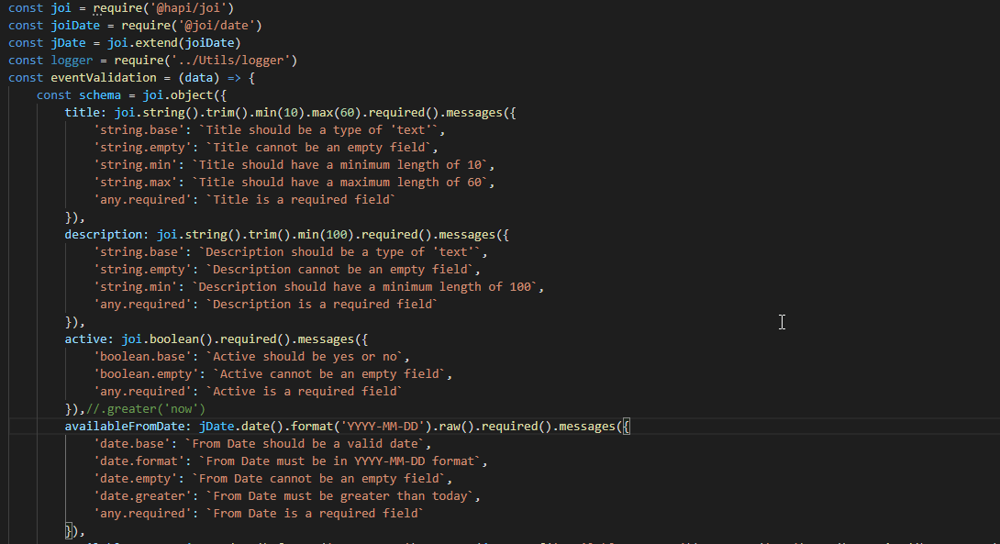 const joi = require('@hapi/joi')
const joiDate = require('@joi/date')
const jDate = joi.extend(joiDate)
const logger = require('../Utils/logger')
const eventValidation = (data) => {
    const schema = joi.object({
        title: joi.string().trim().min(10).max(60).required().messages({
            'string.base': `Title should be a type of 'text'`,
            'string.empty': `Title cannot be an empty field`,
            'string.min': `Title should have a minimum length of 10`,
            'string.max': `Title should have a maximum length of 60`,
            'any.required': `Title is a required field`
        }),
        description: joi.string().trim().min(100).required().messages({
            'string.base': `Description should be a type of 'text'`,
            'string.empty': `Description cannot be an empty field`,
            'string.min': `Description should have a minimum length of 100`,
            'any.required': `Description is a required field`
        }),
        active: joi.boolean().required().messages({
            'boolean.base': `Active should be yes or no`,
            'boolean.empty': `Active cannot be an empty field`,
            'any.required': `Active is a required field`
        }),//.greater('now')
        availableFromDate: jDate.date().format('YYYY-MM-DD').raw().required().messages({
            'date.base': `From Date should be a valid date`,
            'date.format': `From Date must be in YYYY-MM-DD format`,
            'date.empty': `From Date cannot be an empty field`,
            'date.greater': `From Date must be greater than today`,
            'any.required': `From Date is a required field`
        }),